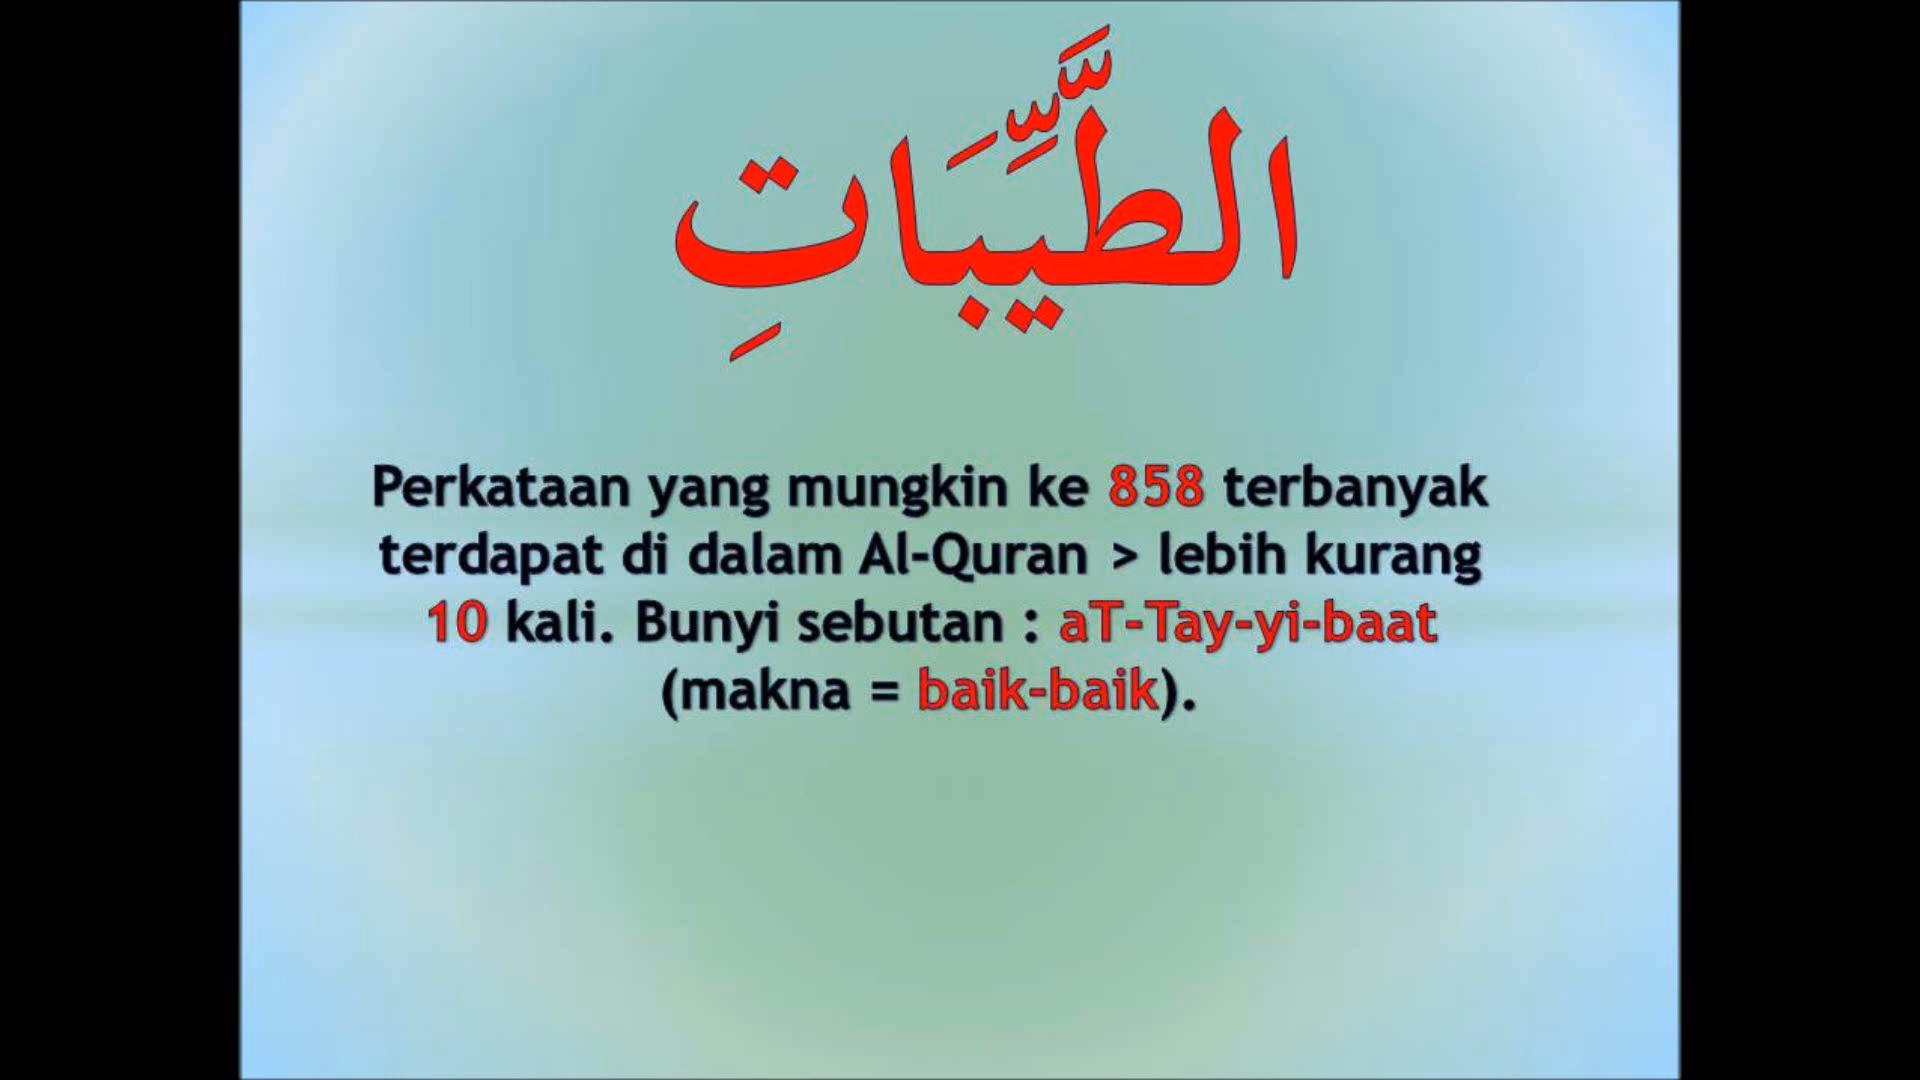 الطَّيِّبَاتِ
Perkataan yang mungkin ke 858 terbanyak
terdapat di dalam Al-Quran > lebih kurang
10 kali. Bunyi sebutan : aT-Tay-yi-baat
(makna = baik-baik).